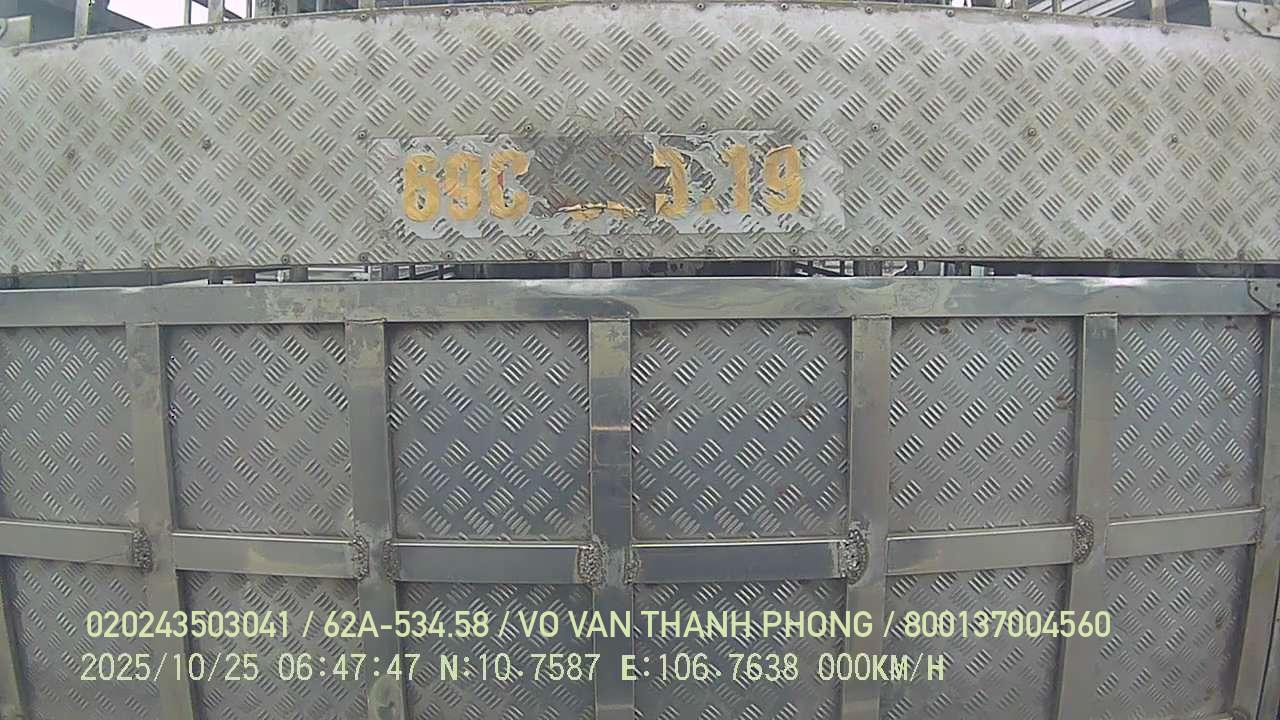 69C .19
020243503041 / 62A-534.58 / VO VAN THANH PHONG / 800137004560
2025/10/25 06:47:47 N:10.7587 E:106.7638 000KM/H